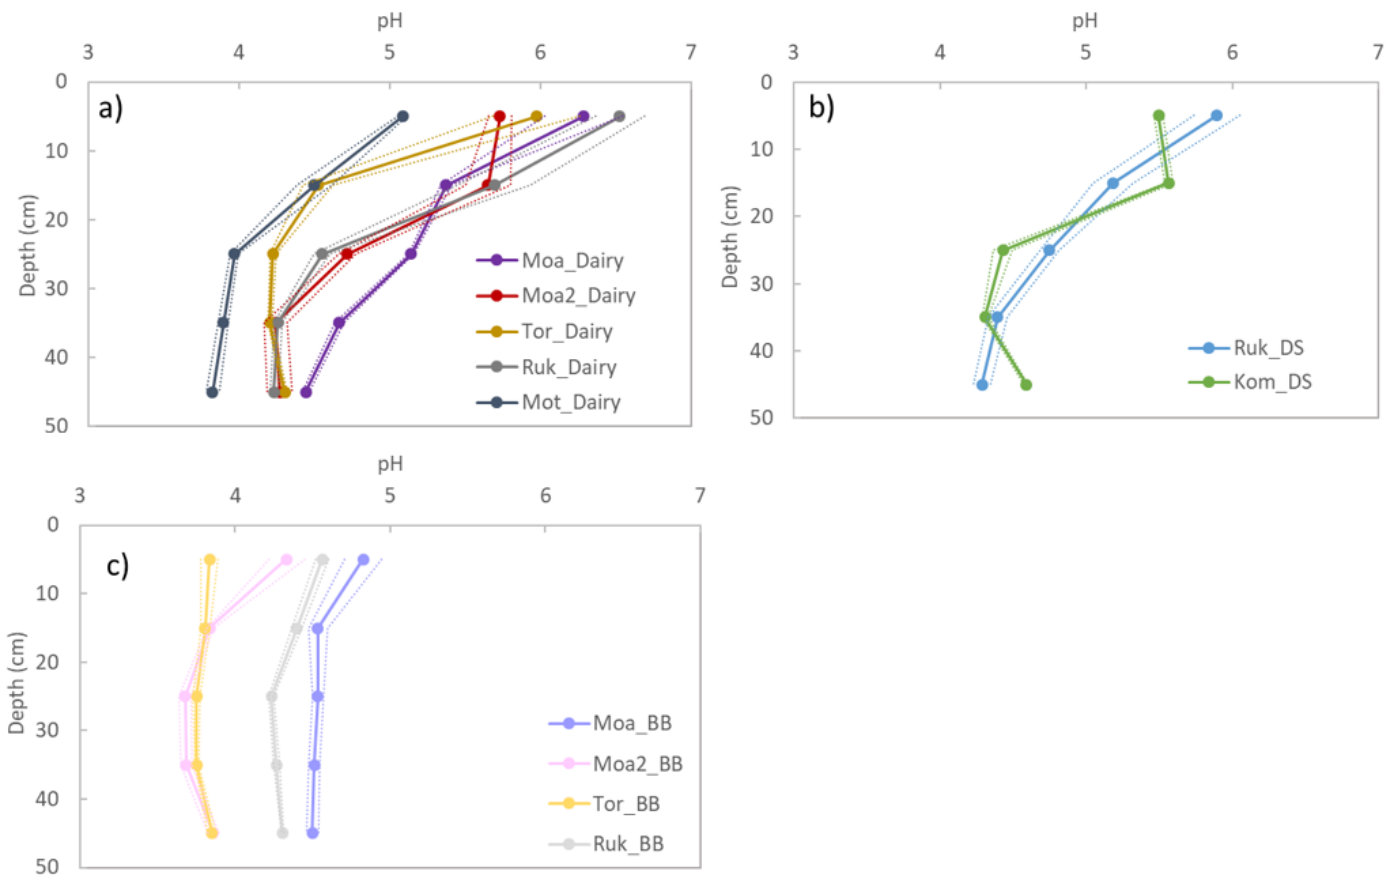 pH
3 4 5 6 7
0
10
20
30
40
50
Depth (cm)
a)
Moa_Dairy
Moa2_Dairy
Tor_Dairy
Ruk_Dairy
Mot_Dairy
pH
3 4 5 6 7
0
10
20
30
40
50
Depth (cm)
b)
Ruk_DS
Kom_DS
pH
3 4 5 6 7
0
10
20
30
40
50
Depth (cm)
c)
Moa_BB
Moa2_BB
Tor_BB
Ruk_BB